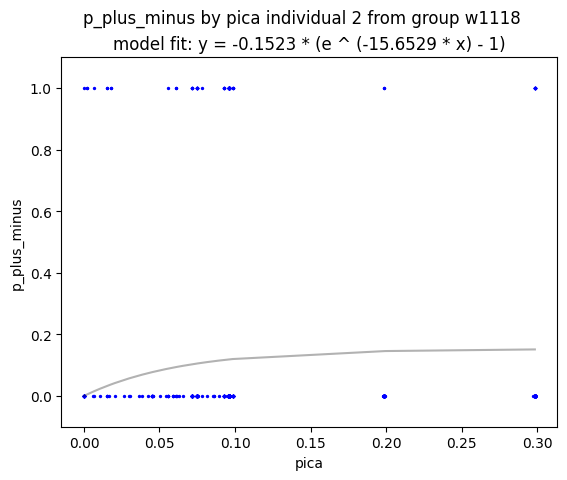 p_plus_minus by pica individual 2 from group w1118
model fit: y = -0.1523 * (e ^ (-15.6529 * x) - 1)
1.0
0.8
0.6
0.4
0.2
0.0
p_plus_minus
0.00 0.05 0.10 0.15 0.20 0.25 0.30
pica